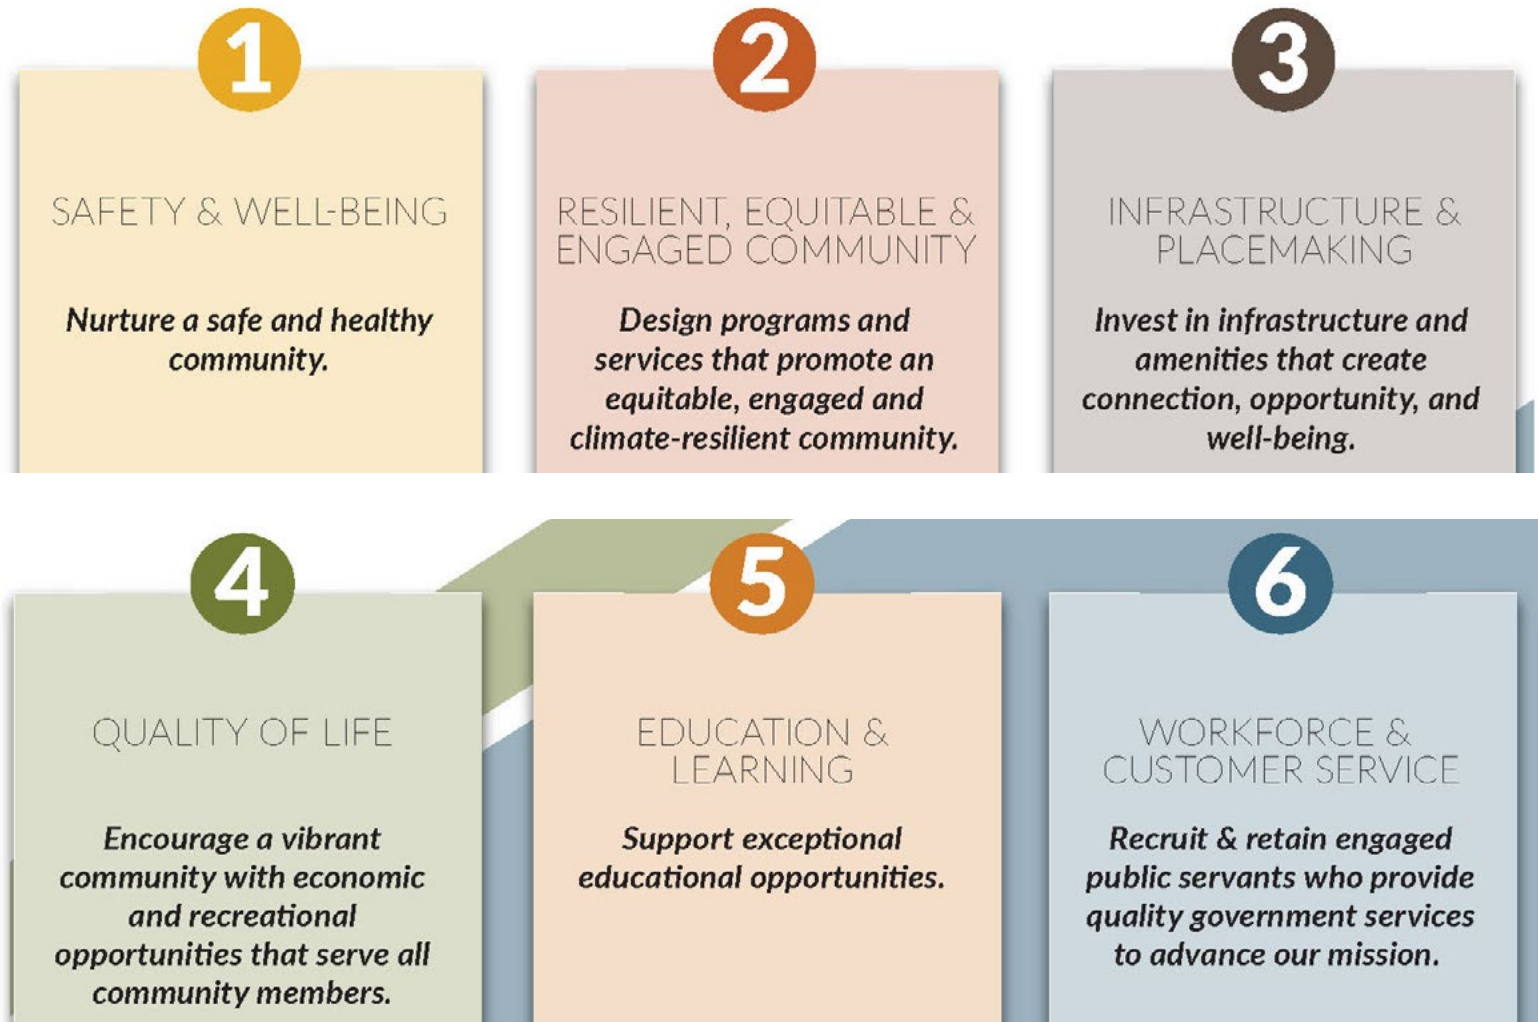 1
SAFETY & WELL-BEING
Nurture a safe and healthy
community.
2
RESILIENT, EQUITABLE &
ENGAGED COMMUNITY
Design programs and
services that promote an
equitable, engaged and
climate-resilient community.
3
INFRASTRUCTURE &
PLACEMAKING
Invest in infrastructure and
amenities that create
connection, opportunity, and
well-being.
4
QUALITY OF LIFE
Encourage a vibrant
community with economic
and recreational
opportunities that serve all
community members.
5
EDUCATION &
LEARNING
Support exceptional
educational opportunities.
6
WORKFORCE &
CUSTOMER SERVICE
Recruit & retain engaged
public servants who provide
quality government services
to advance our mission.